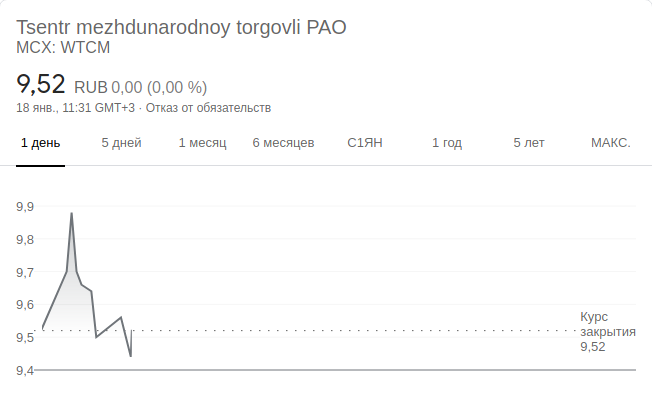 Tsentr mezhdunarodnoy torgovli PAO
MCX: WTCM
9,52 RUB 0,00 (0,00 %)
18 янв., 11:31 GMT+3 · Отказ от обязательств
1 день 5 дней 1 месяц 6 месяцев С1ЯН 1 год 5 лет МАКС.
9,9
9,8
9,7
9,6
9,5
9,4
Курс
закрытия
9,52